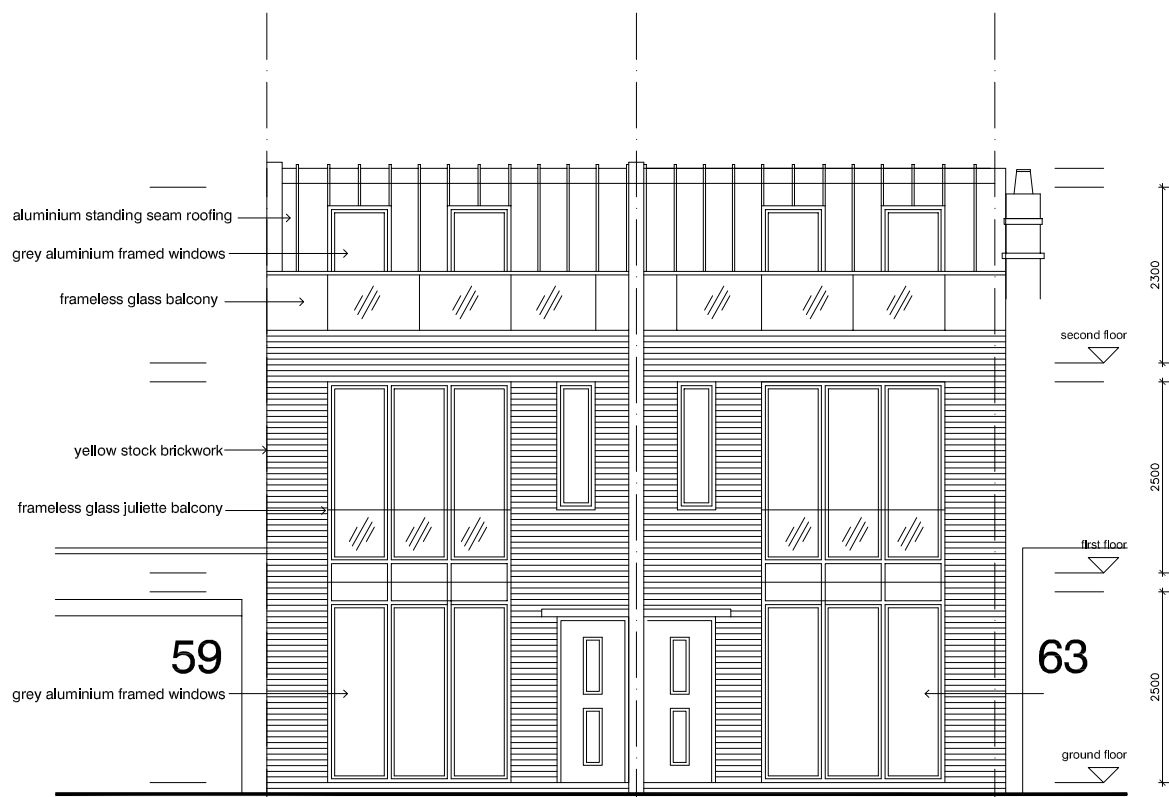 aluminium standing seam roofing
grey aluminium framed windows
frameless glass balcony
2300
second floor
yellow stock brickwork
2500
frameless glass juliette balcony
first floor
59
63
grey aluminium framed windows
2500
ground floor